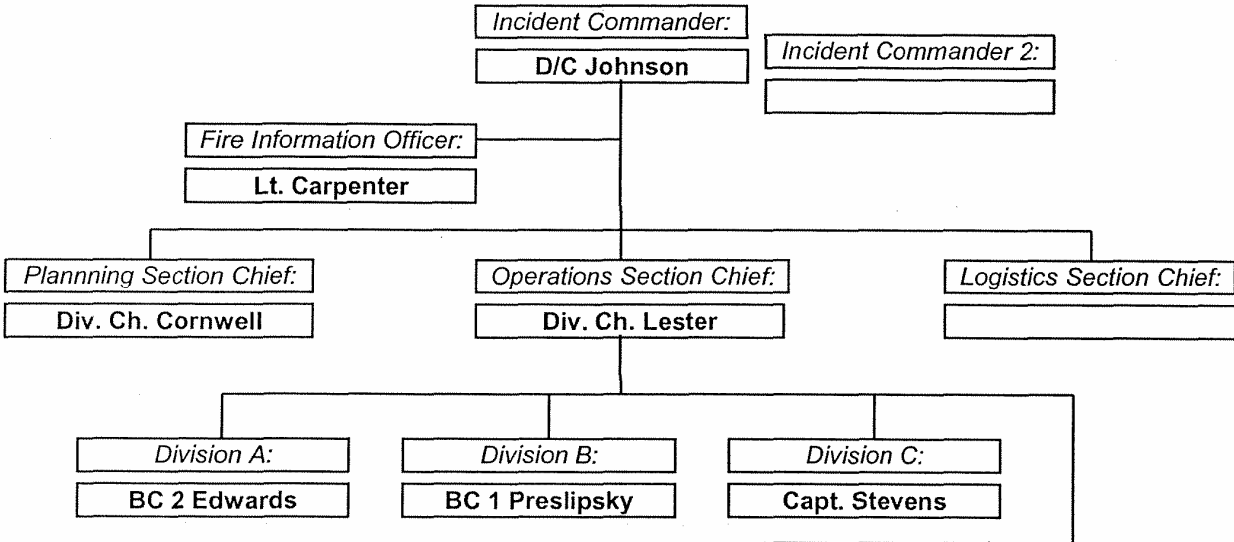 Incident Commander:
D/C Johnson
Incident Commander 2:
Fire Information Officer:
Lt. Carpenter
Plannning Section Chief:
Div. Ch. Cornwell
Operations Section Chief:
Div. Ch. Lester
Logistics Section Chief:
Division A:
BC 2 Edwards
Division B:
BC 1 Preslipsky
Division C:
Capt. Stevens